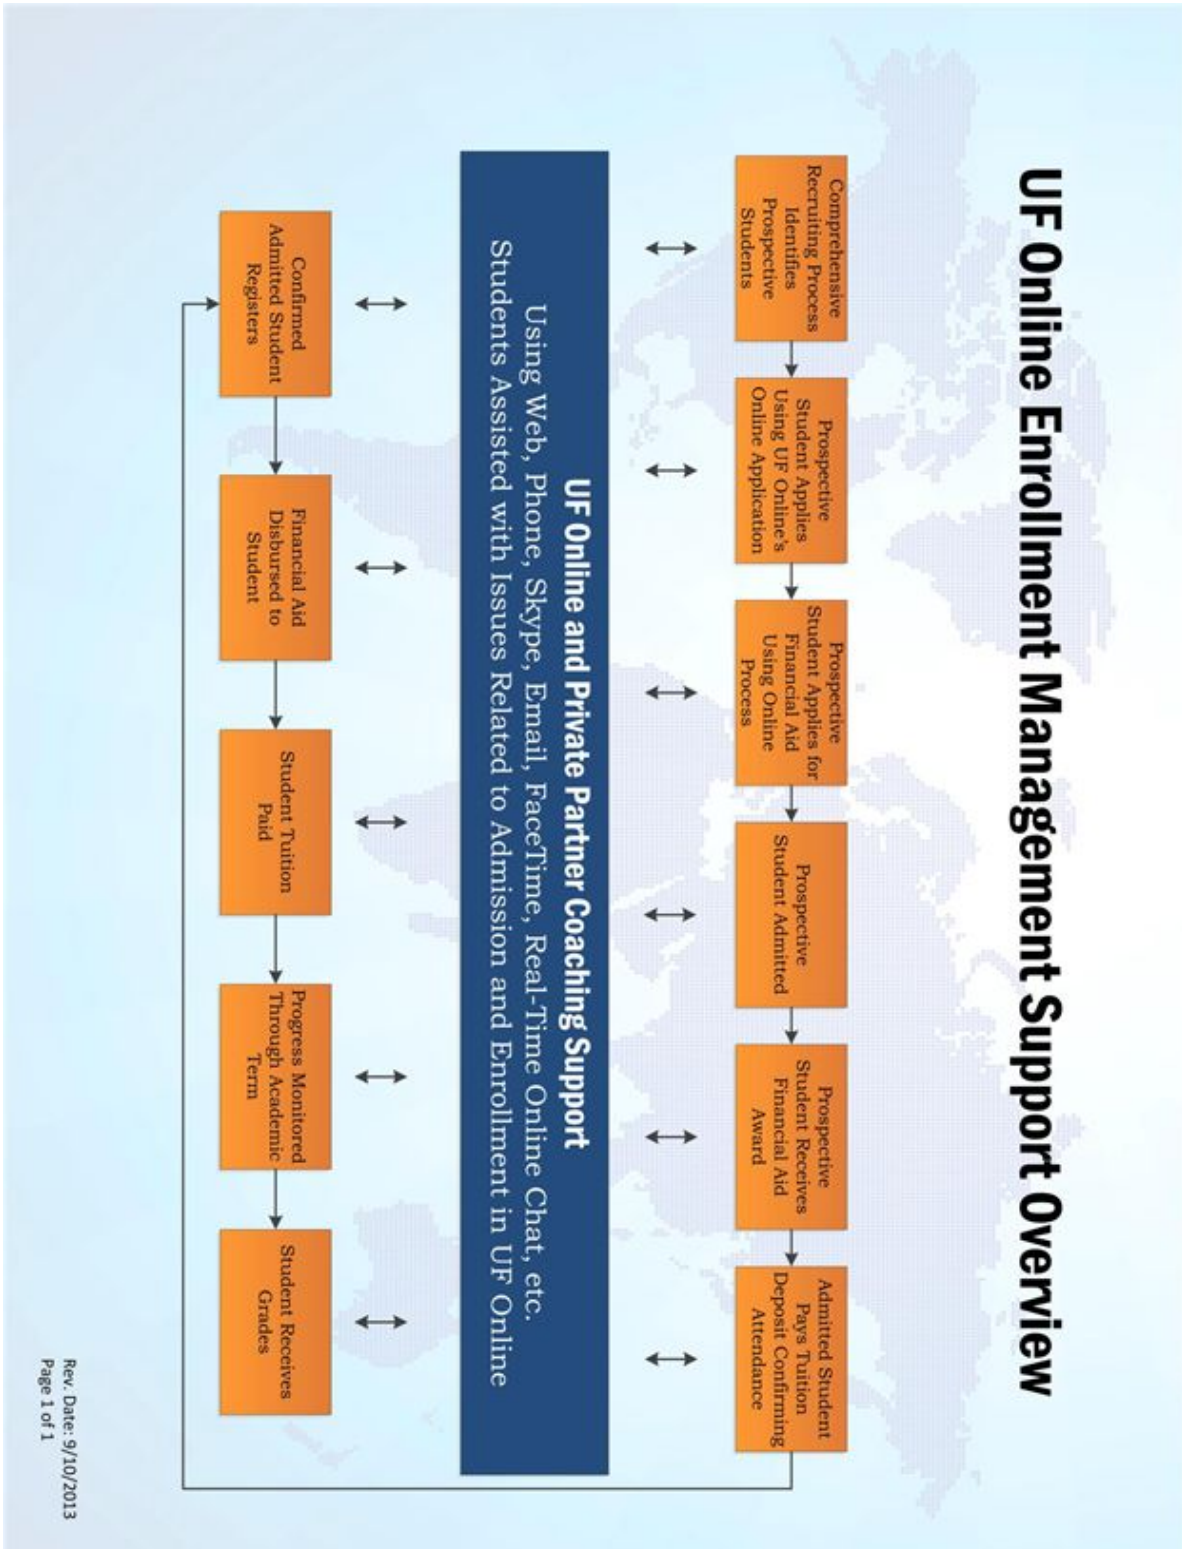 UF Online Enrollment Management Support Overview
Comprehensive
Recruiting Process
Identifies
Prospective
Students
Prospective
Student Applies
Using UF Online's
Online Application
Prospective
Student Applies for
Financial Aid
Using Online
Process
Prospective
Student Admitted
Prospective
Student Receives
Financial Aid
Award
Admitted Student
Pays Tuition
Deposit Confirming
Attendance
UF Online and Private Partner Coaching Support
Using Web, Phone, Skype, Email, FaceTime, Real-Time Online Chat, etc.
Students Assisted with Issues Related to Admission and Enrollment in UF Online
Confirmed
Admitted Student
Registers
Financial Aid
Disbursed to
Student
Student Tuition
Paid
Progress Monitored
Through Academic
Term
Student Receives
Grades
Rev. Date: 9/10/2013
Page 1 of 1